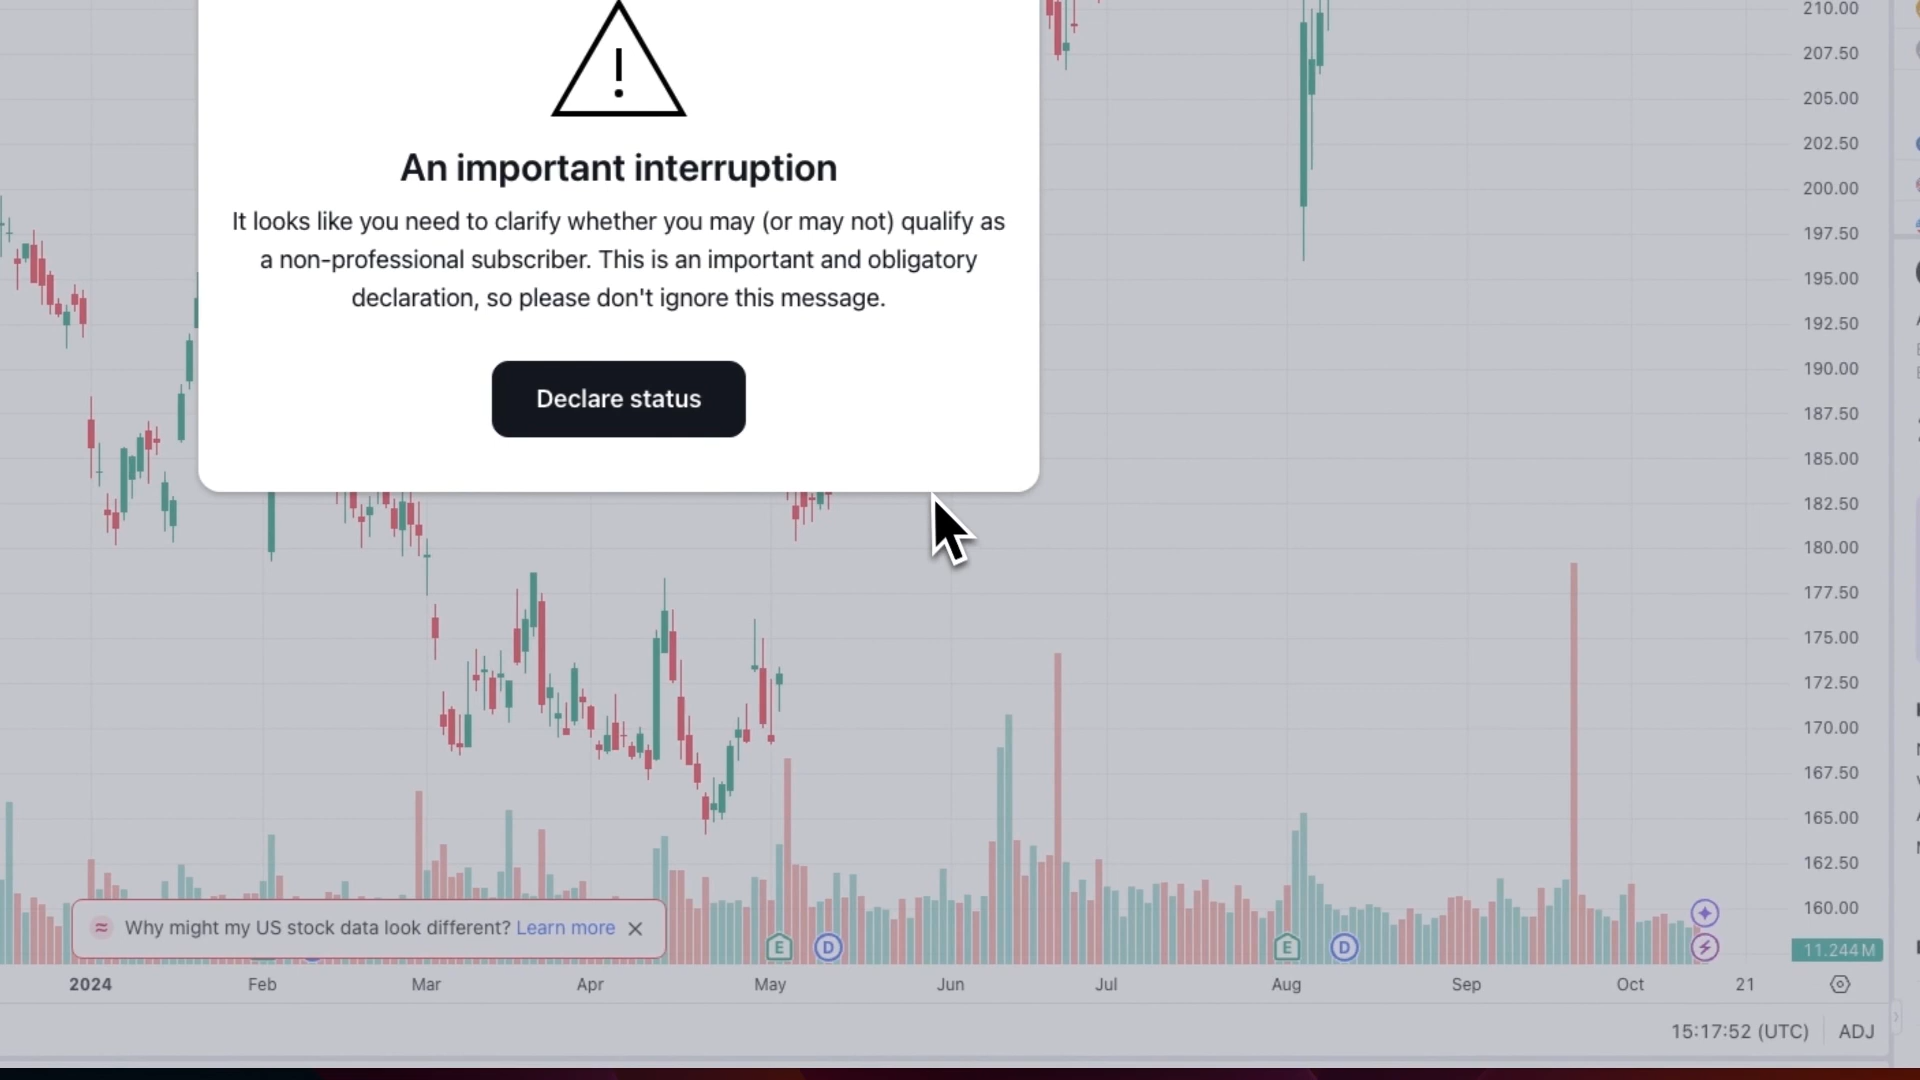 An important interruption
It looks like you need to clarify whether you may (or may not) qualify as
a non-professional subscriber. This is an important and obligatory
declaration, so please don't ignore this message.
Declare status
210.00
207.50
205.00
202.50
200.00
197.50
195.00
192.50
190.00
187.50
185.00
182.50
180.00
177.50
175.00
172.50
170.00
167.50
165.00
162.50
160.00
Why might my US stock data look different? Learn more
E D E D
11.244 M
2024 Feb Mar Apr May Jun Jul Aug Sep Oct 21
15:17:52 (UTC) ADJ